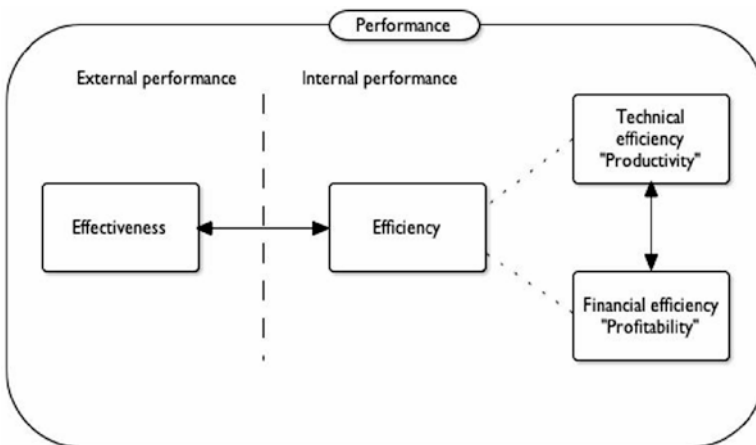 Performance
External performance
Internal performance
Technical
efficiency
"Productivity"
Effectiveness
Efficiency
Financial efficiency
"Profitability"